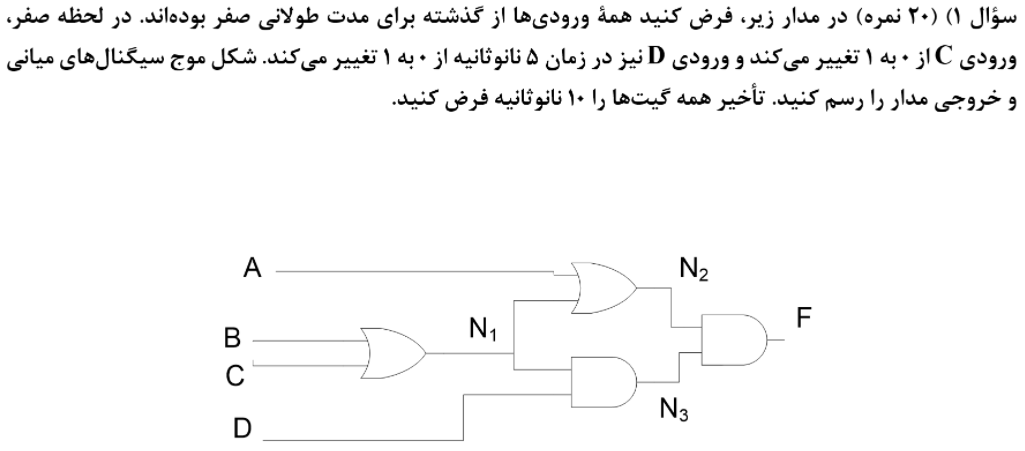 سؤال ۱) (۲۰ نمره) در مدار زیر، فرض کنید همهٔ ورودی‌ها از گذشته برای مدت طولانی صفر بوده‌اند. در لحظه صفر،
ورودی C از ۰ به ۱ تغییر می‌کند و ورودی D نیز در زمان ۵ نانوثانیه از ۰ به ۱ تغییر می‌کند. شکل موج سیگنال‌های میانی
و خروجی مدار را رسم کنید. تأخیر همه گیت‌ها را ۱۰ نانوثانیه فرض کنید.
A
N₂
F
B
N₁
C
N₃
D